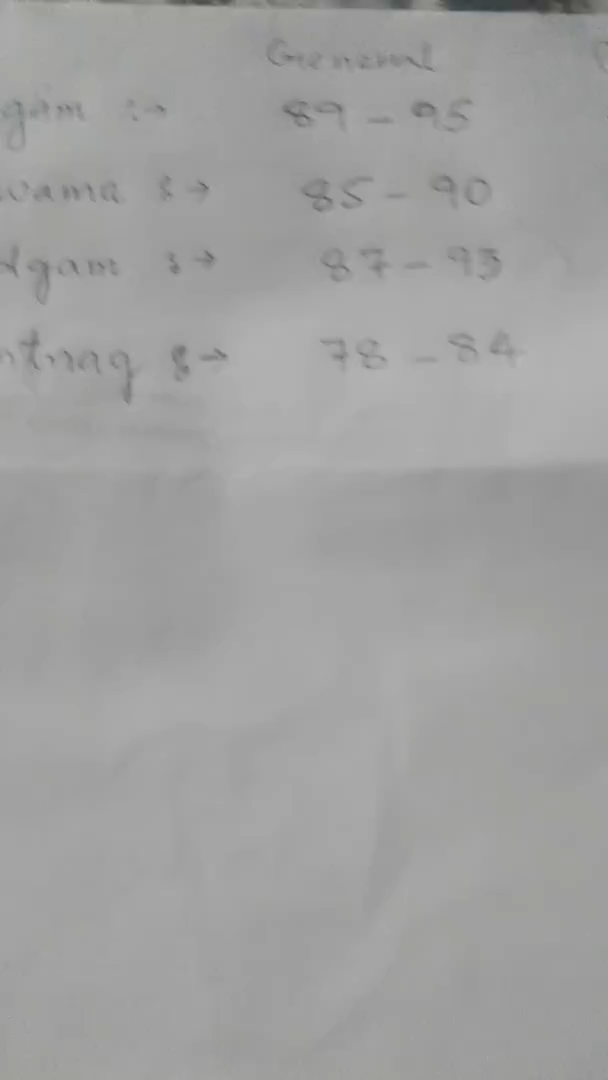 General
gam :→ 89 - 95
wama :→ 85 - 90
dgam :→ 87 - 93
ntnag :→ 78 - 84